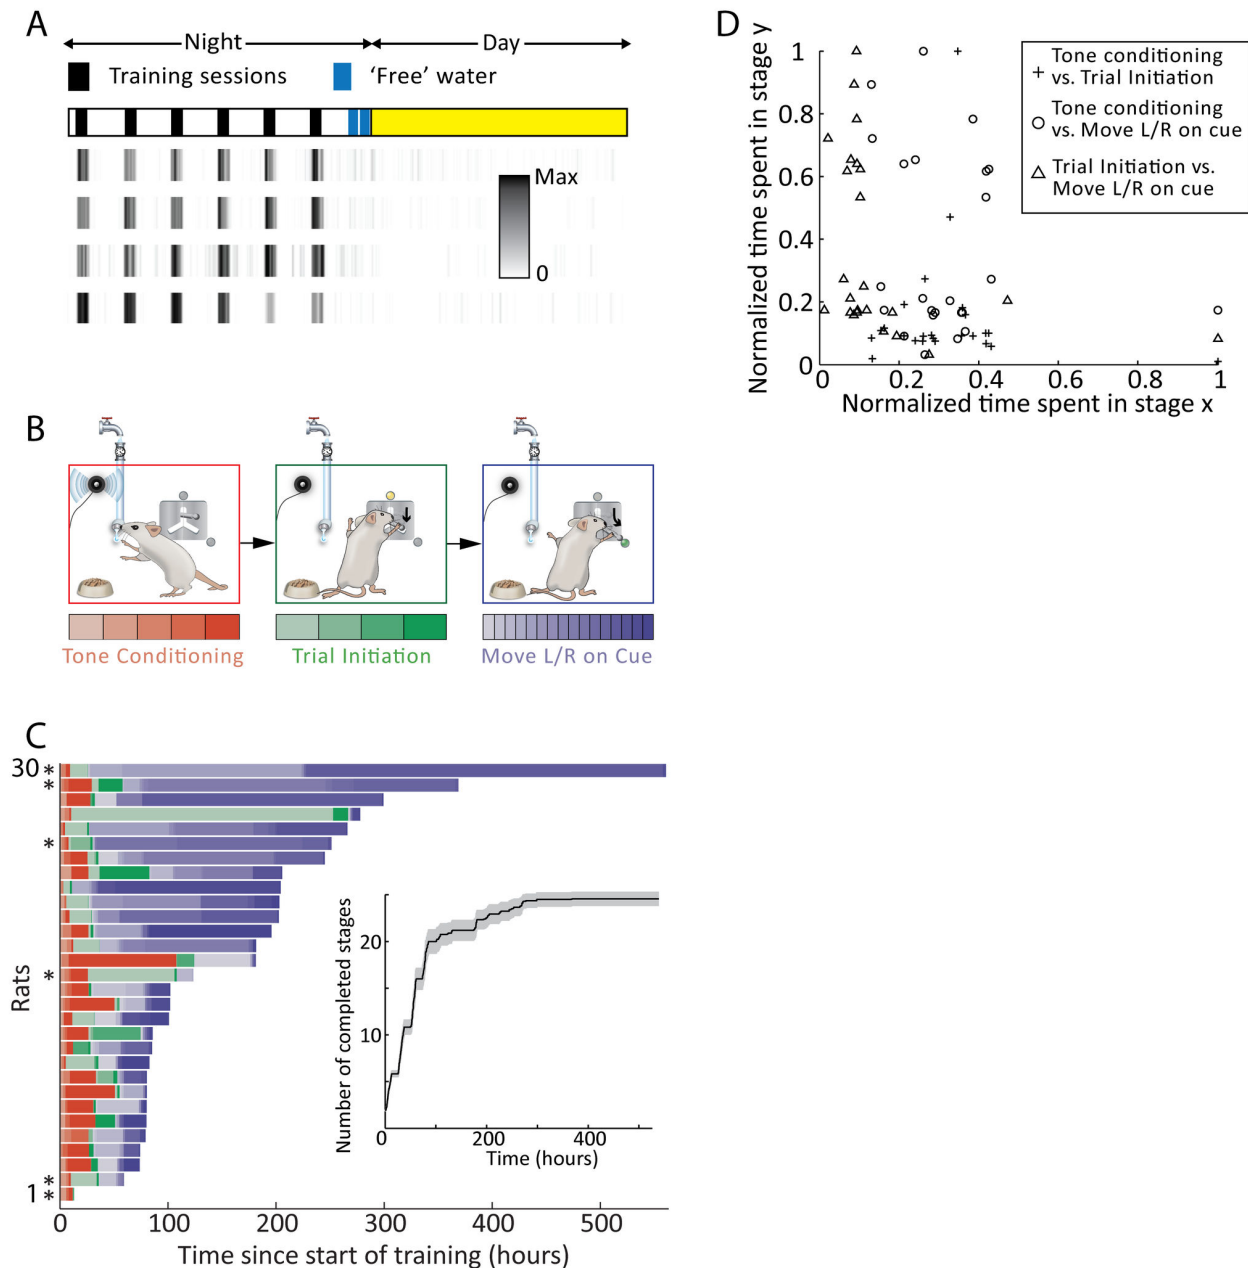 A
Night
Day
Training sessions
‘Free’ water
Max
0
B
Tone Conditioning
Trial Initiation
Move L/R on Cue
C
30
*
*
*
*
*
1 *
Rats
0 100 200 300 400 500
Time since start of training (hours)
Number of completed stages
20
10
0 200 400
Time (hours)
D
Normalized time spent in stage y
1
0.8
0.6
0.4
0.2
0
0 0.2 0.4 0.6 0.8 1
Normalized time spent in stage x
Tone conditioning
vs. Trial Initiation
Tone conditioning
vs. Move L/R on cue
Trial Initiation vs.
Move L/R on cue